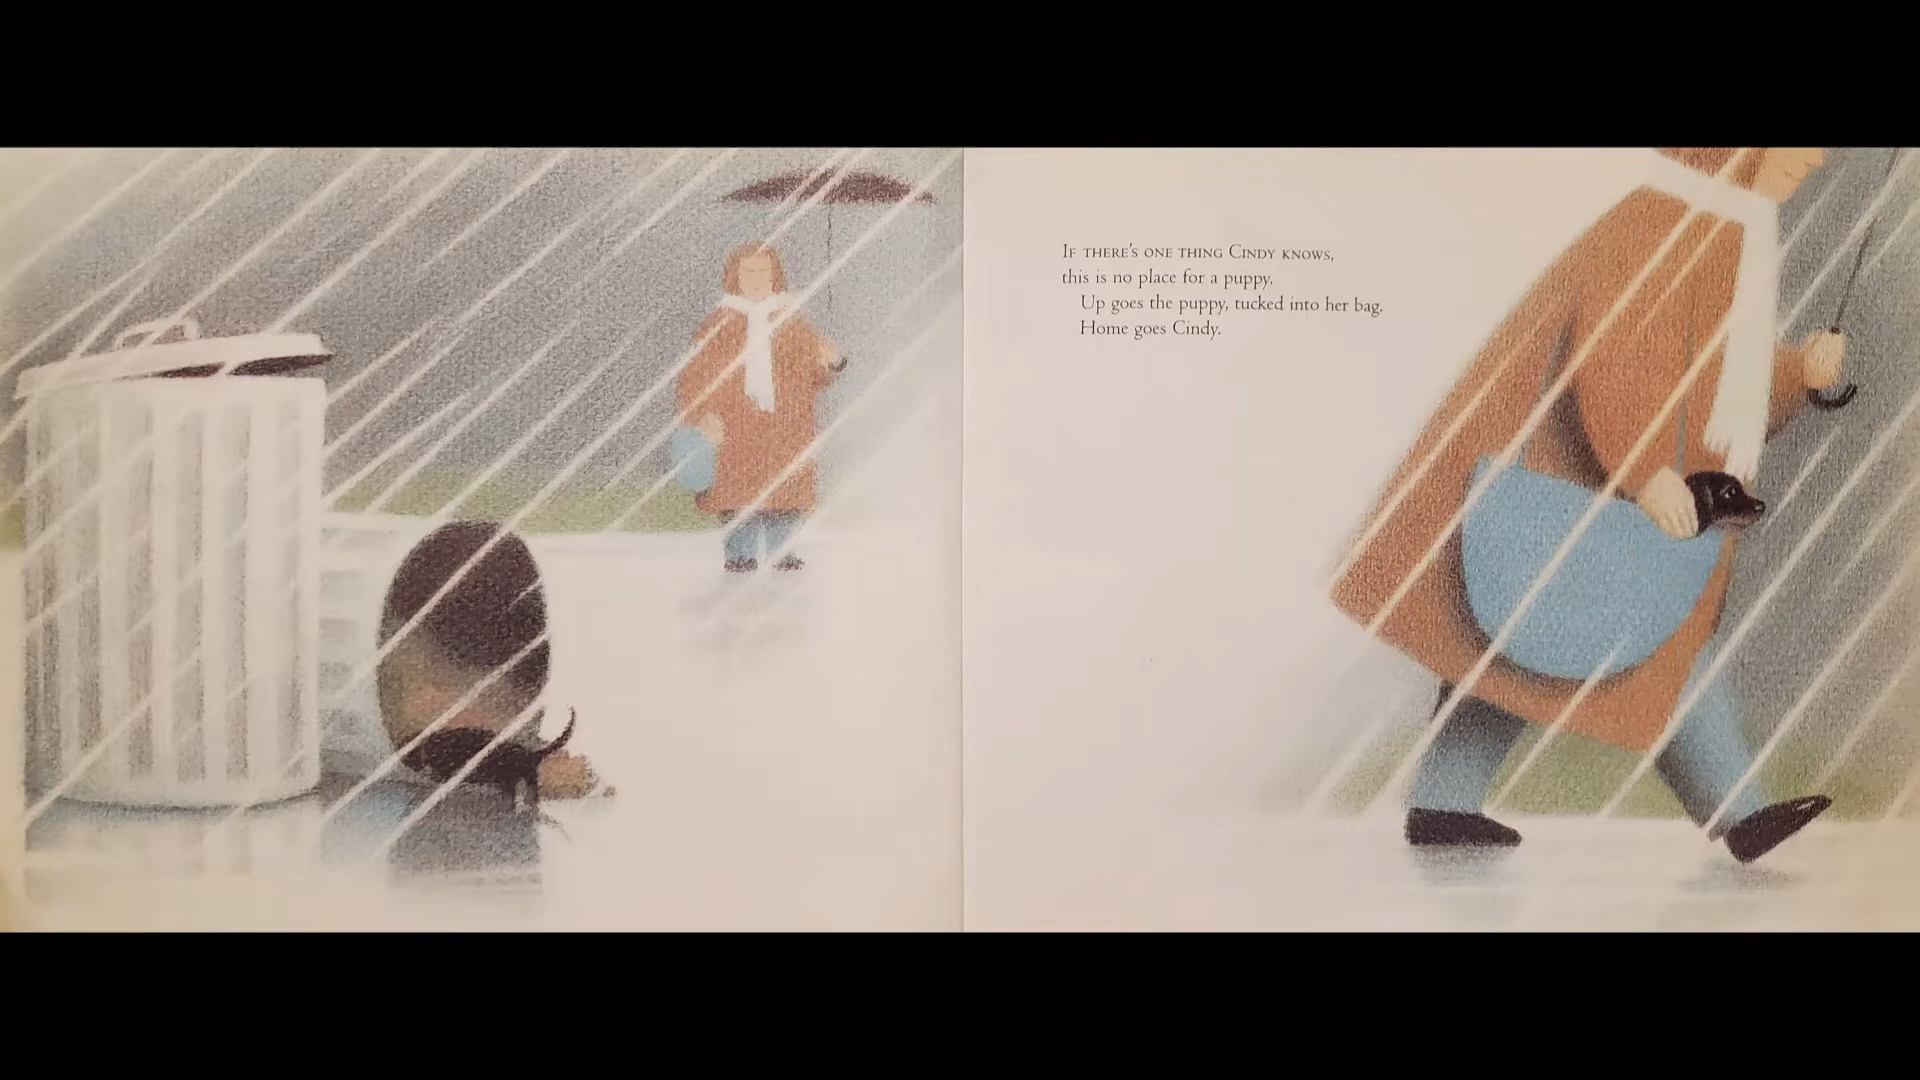 If there's one thing Cindy knows,
this is no place for a puppy.
Up goes the puppy, tucked into her bag.
Home goes Cindy.